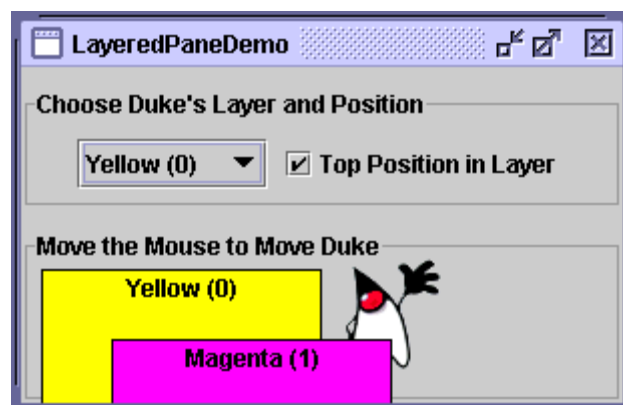 LayeredPaneDemo
Choose Duke's Layer and Position
Yellow (0) Top Position in Layer
Move the Mouse to Move Duke
Yellow (0)
Magenta (1)